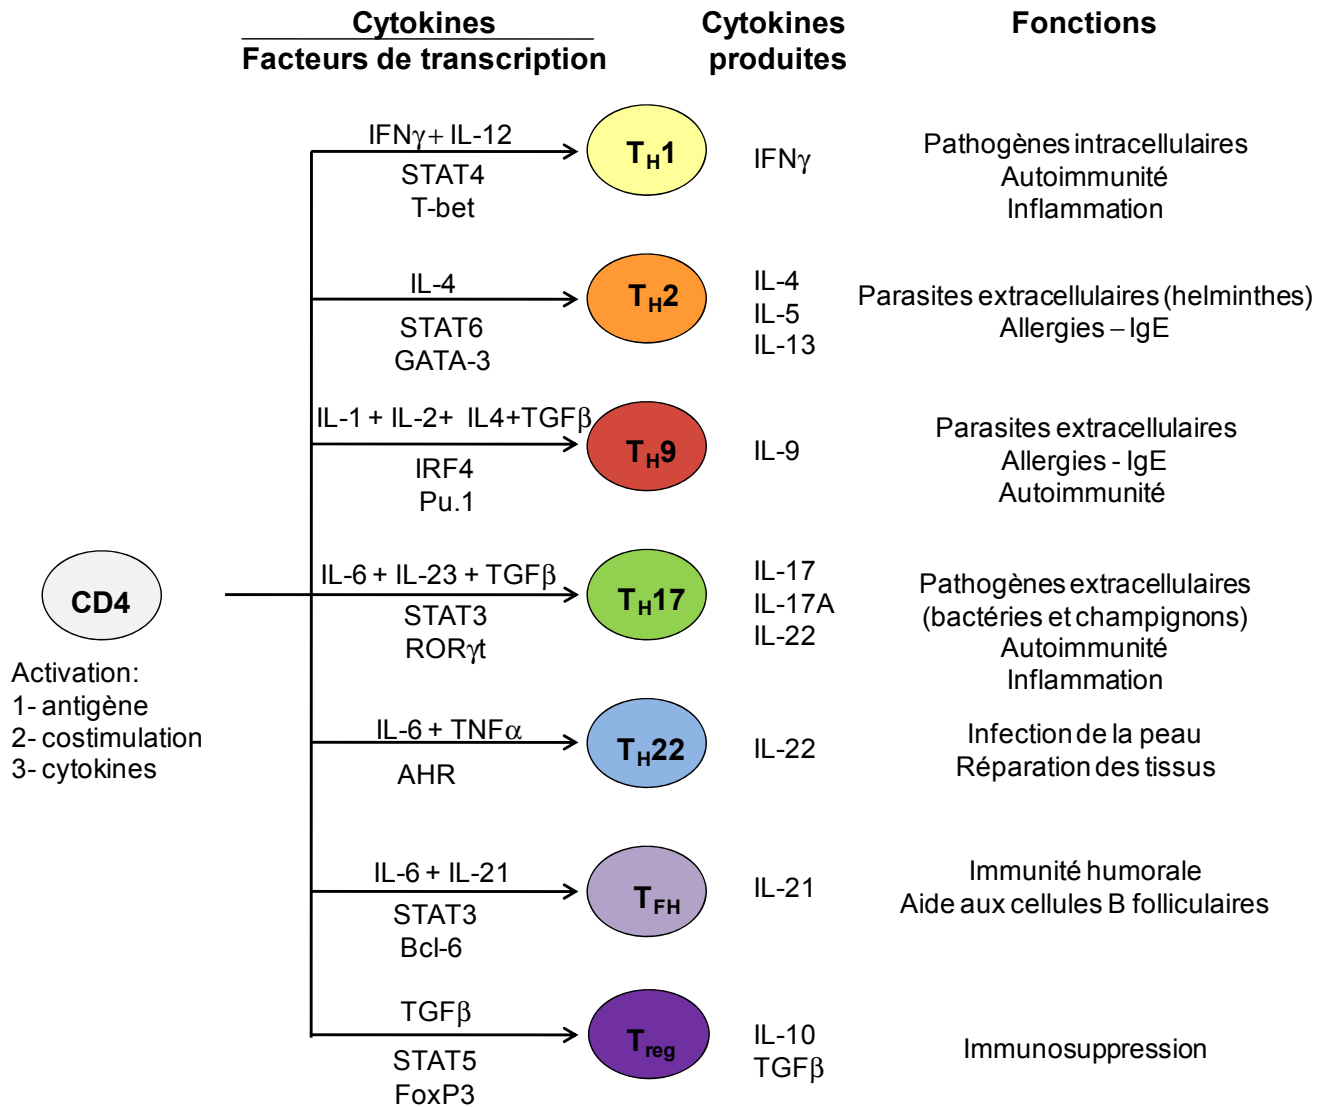 Cytokines
Facteurs de transcription
Cytokines
produites
Fonctions
IFNγ + IL-12
STAT4
T-bet
TH1
IFNγ
Pathogènes intracellulaires
Autoimmunité
Inflammation
IL-4
STAT6
GATA-3
TH2
IL-4
IL-5
IL-13
Parasites extracellulaires (helminthes)
Allergies – IgE
IL-1 + IL-2+ IL4+TGFβ
IRF4
Pu.1
TH9
IL-9
Parasites extracellulaires
Allergies - IgE
Autoimmunité
CD4
Activation:
1- antigène
2- costimulation
3- cytokines
IL-6 + IL-23 + TGFβ
STAT3
RORγt
TH17
IL-17
IL-17A
IL-22
Pathogènes extracellulaires
(bactéries et champignons)
Autoimmunité
Inflammation
IL-6 + TNFα
AHR
TH22
IL-22
Infection de la peau
Réparation des tissus
IL-6 + IL-21
STAT3
Bcl-6
TFH
IL-21
Immunité humorale
Aide aux cellules B folliculaires
TGFβ
STAT5
FoxP3
Treg
IL-10
TGFβ
Immunosuppression